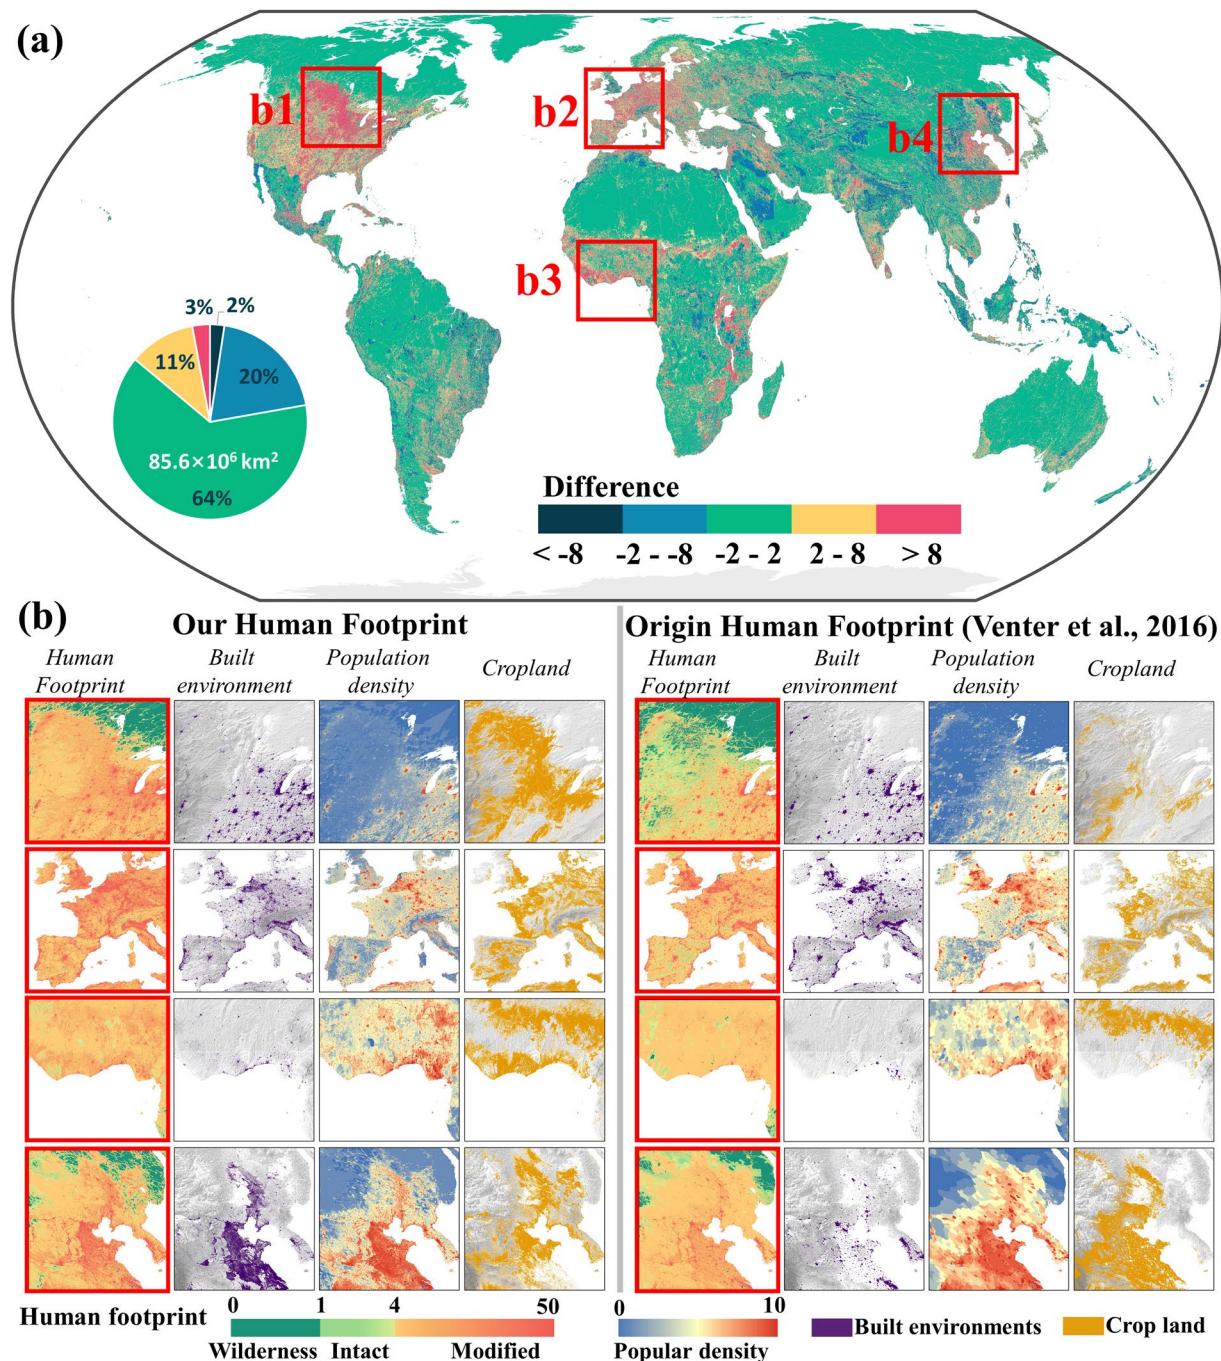 (a)
b1
b2
b4
b3
3%
2%
11%
20%
85.6×10⁶ km²
64%
Difference
< -8
-2 - -8
-2 - 2
2 - 8
> 8
(b)
Our Human Footprint
Origin Human Footprint (Venter et al., 2016)
Human
Footprint
Built
environment
Population
density
Cropland
Human
Footprint
Built
environment
Population
density
Cropland
Human footprint
0
1
4
50
Wilderness
Intact
Modified
0
10
Popular density
Built environments
Crop land